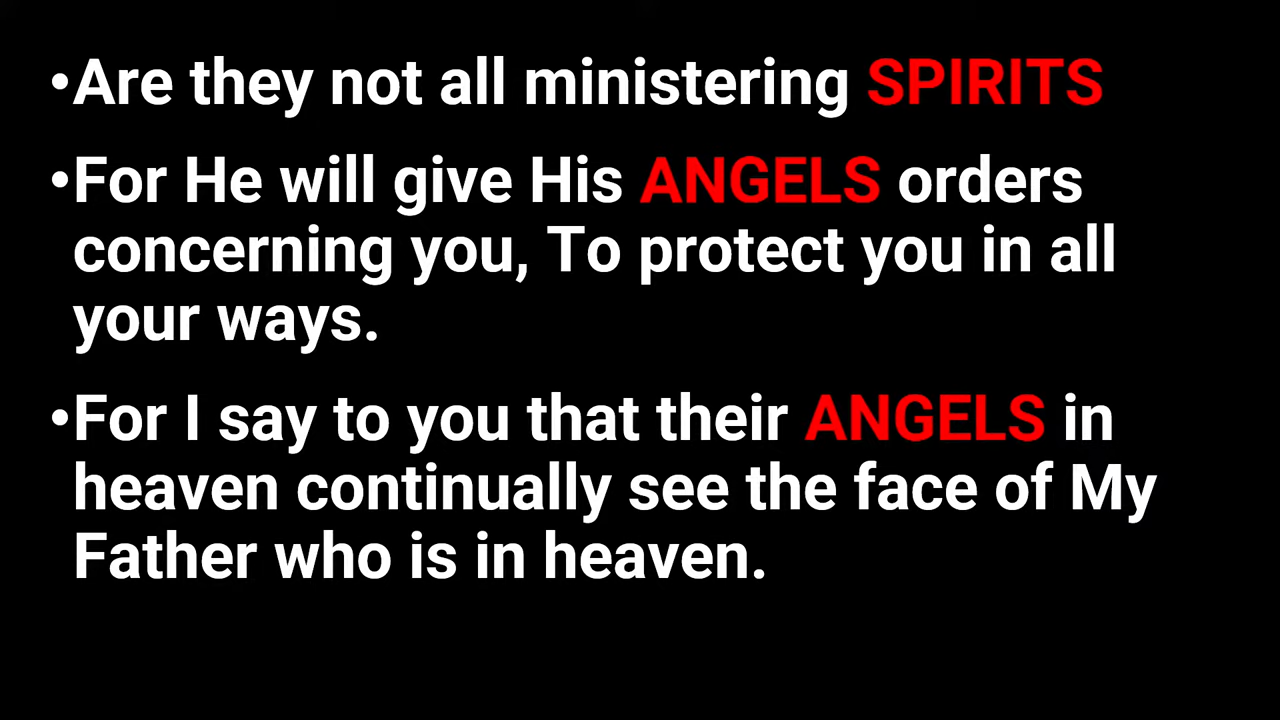 •Are they not all ministering SPIRITS
•For He will give His ANGELS orders
concerning you, To protect you in all
your ways.
•For I say to you that their ANGELS in
heaven continually see the face of My
Father who is in heaven.